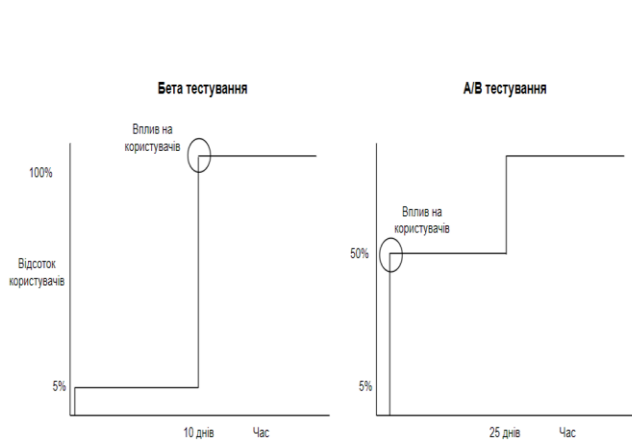 Бета тестування
Вплив на
користувачів
100%
Відсоток
користувачів
5%
10 днів
Час
А/В тестування
Вплив на
користувачів
50%
5%
25 днів
Час